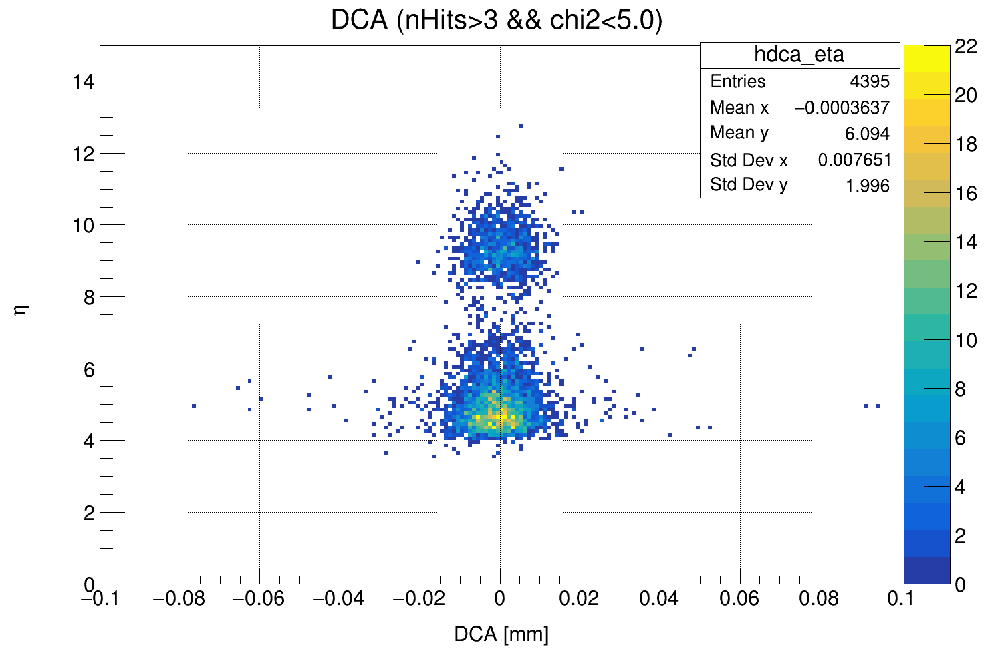 DCA (nHits>3 && chi2<5.0)
hdca_eta
Entries 4395
Mean x −0.0003637
Mean y 6.094
Std Dev x 0.007651
Std Dev y 1.996
14
12
10
8
6
4
2
0
η
−0.1 −0.08 −0.06 −0.04 −0.02 0 0.02 0.04 0.06 0.08 0.1
DCA [mm]
22
20
18
16
14
12
10
8
6
4
2
0